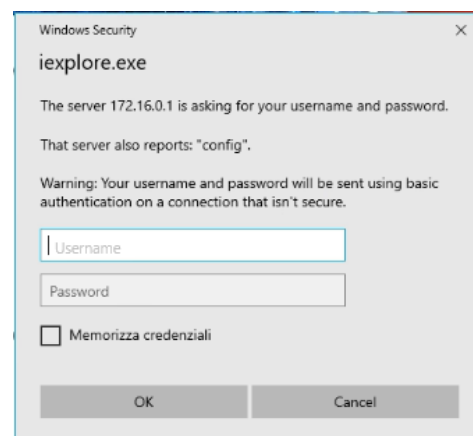 Windows Security
iexplore.exe
The server 172.16.0.1 is asking for your username and password.
That server also reports: "config".
Warning: Your username and password will be sent using basic
authentication on a connection that isn't secure.
Username
Password
Memorizza credenziali
OK Cancel